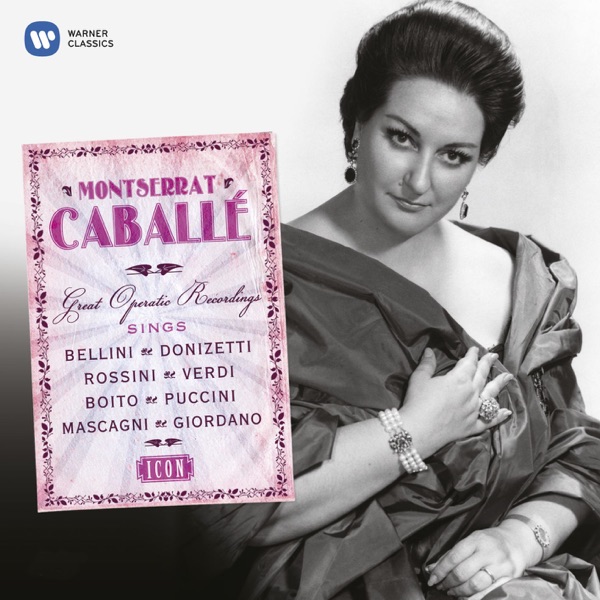 WARNER
CLASSICS
MONTSERRAT
CABALLÉ
Great Operatic Recordings
SINGS
BELLINI DONIZETTI
ROSSINI VERDI
BOITO PUCCINI
MASCAGNI GIORDANO
ICON